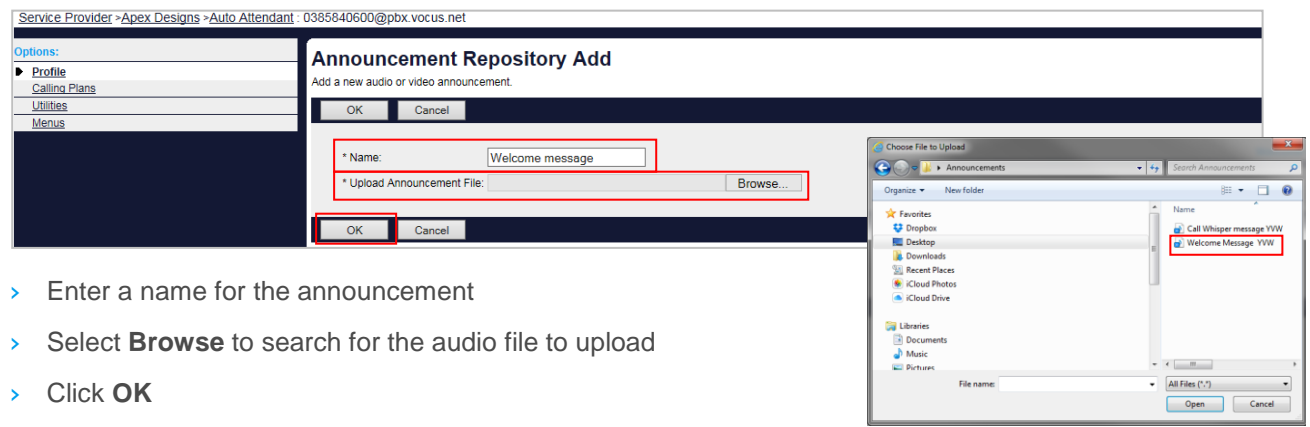 Service Provider >Apex Designs >Auto Attendant : 0385840600@pbx.vocus.net
Options:
Profile
Calling Plans
Utilities
Menus
Announcement Repository Add
Add a new audio or video announcement.
OK Cancel
* Name: Welcome message
* Upload Announcement File: Browse...
OK Cancel
Choose File to Upload
Announcements
Search Announcements
Organize New folder
Favorites
Dropbox
Desktop
Downloads
Recent Places
iCloud Photos
iCloud Drive
Libraries
Documents
Music
Pictures
Name
Call Whisper message YVW
Welcome Message YVW
File name:
All Files (*.*)
Open Cancel
› Enter a name for the announcement
› Select Browse to search for the audio file to upload
› Click OK